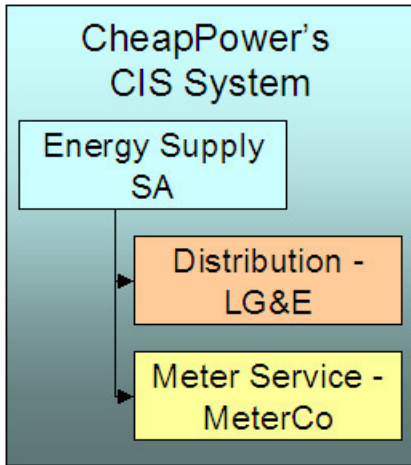 CheapPower's
CIS System
Energy Supply
SA
Distribution -
LG&E
Meter Service -
MeterCo